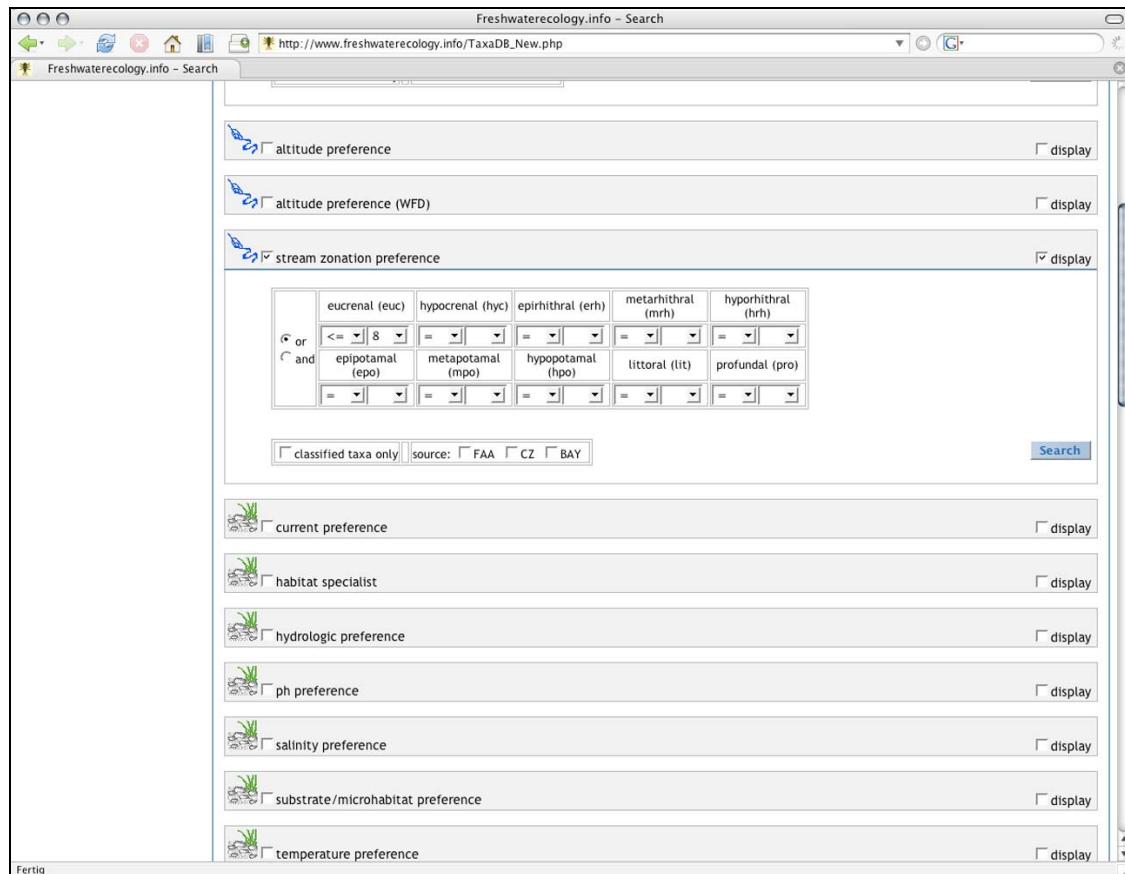 Freshwaterecology.info – Search
http://www.freshwaterecology.info/TaxaDB_New.php
G
Freshwaterecology.info – Search
altitude preference display
altitude preference (WFD) display
stream zonation preference display
eucrenal (euc) hypocrenal (hyc) epirhithral (erh) metarhithral (mrh) hyporhithral (hrh)
or <= 8 = = = =
and epipotamal (epo) metapotamal (mpo) hypopotamal (hpo) littoral (lit) profundal (pro)
= = = = =
classified taxa only source: FAA CZ BAY Search
current preference display
habitat specialist display
hydrologic preference display
ph preference display
salinity preference display
substrate/microhabitat preference display
temperature preference display
Fertig